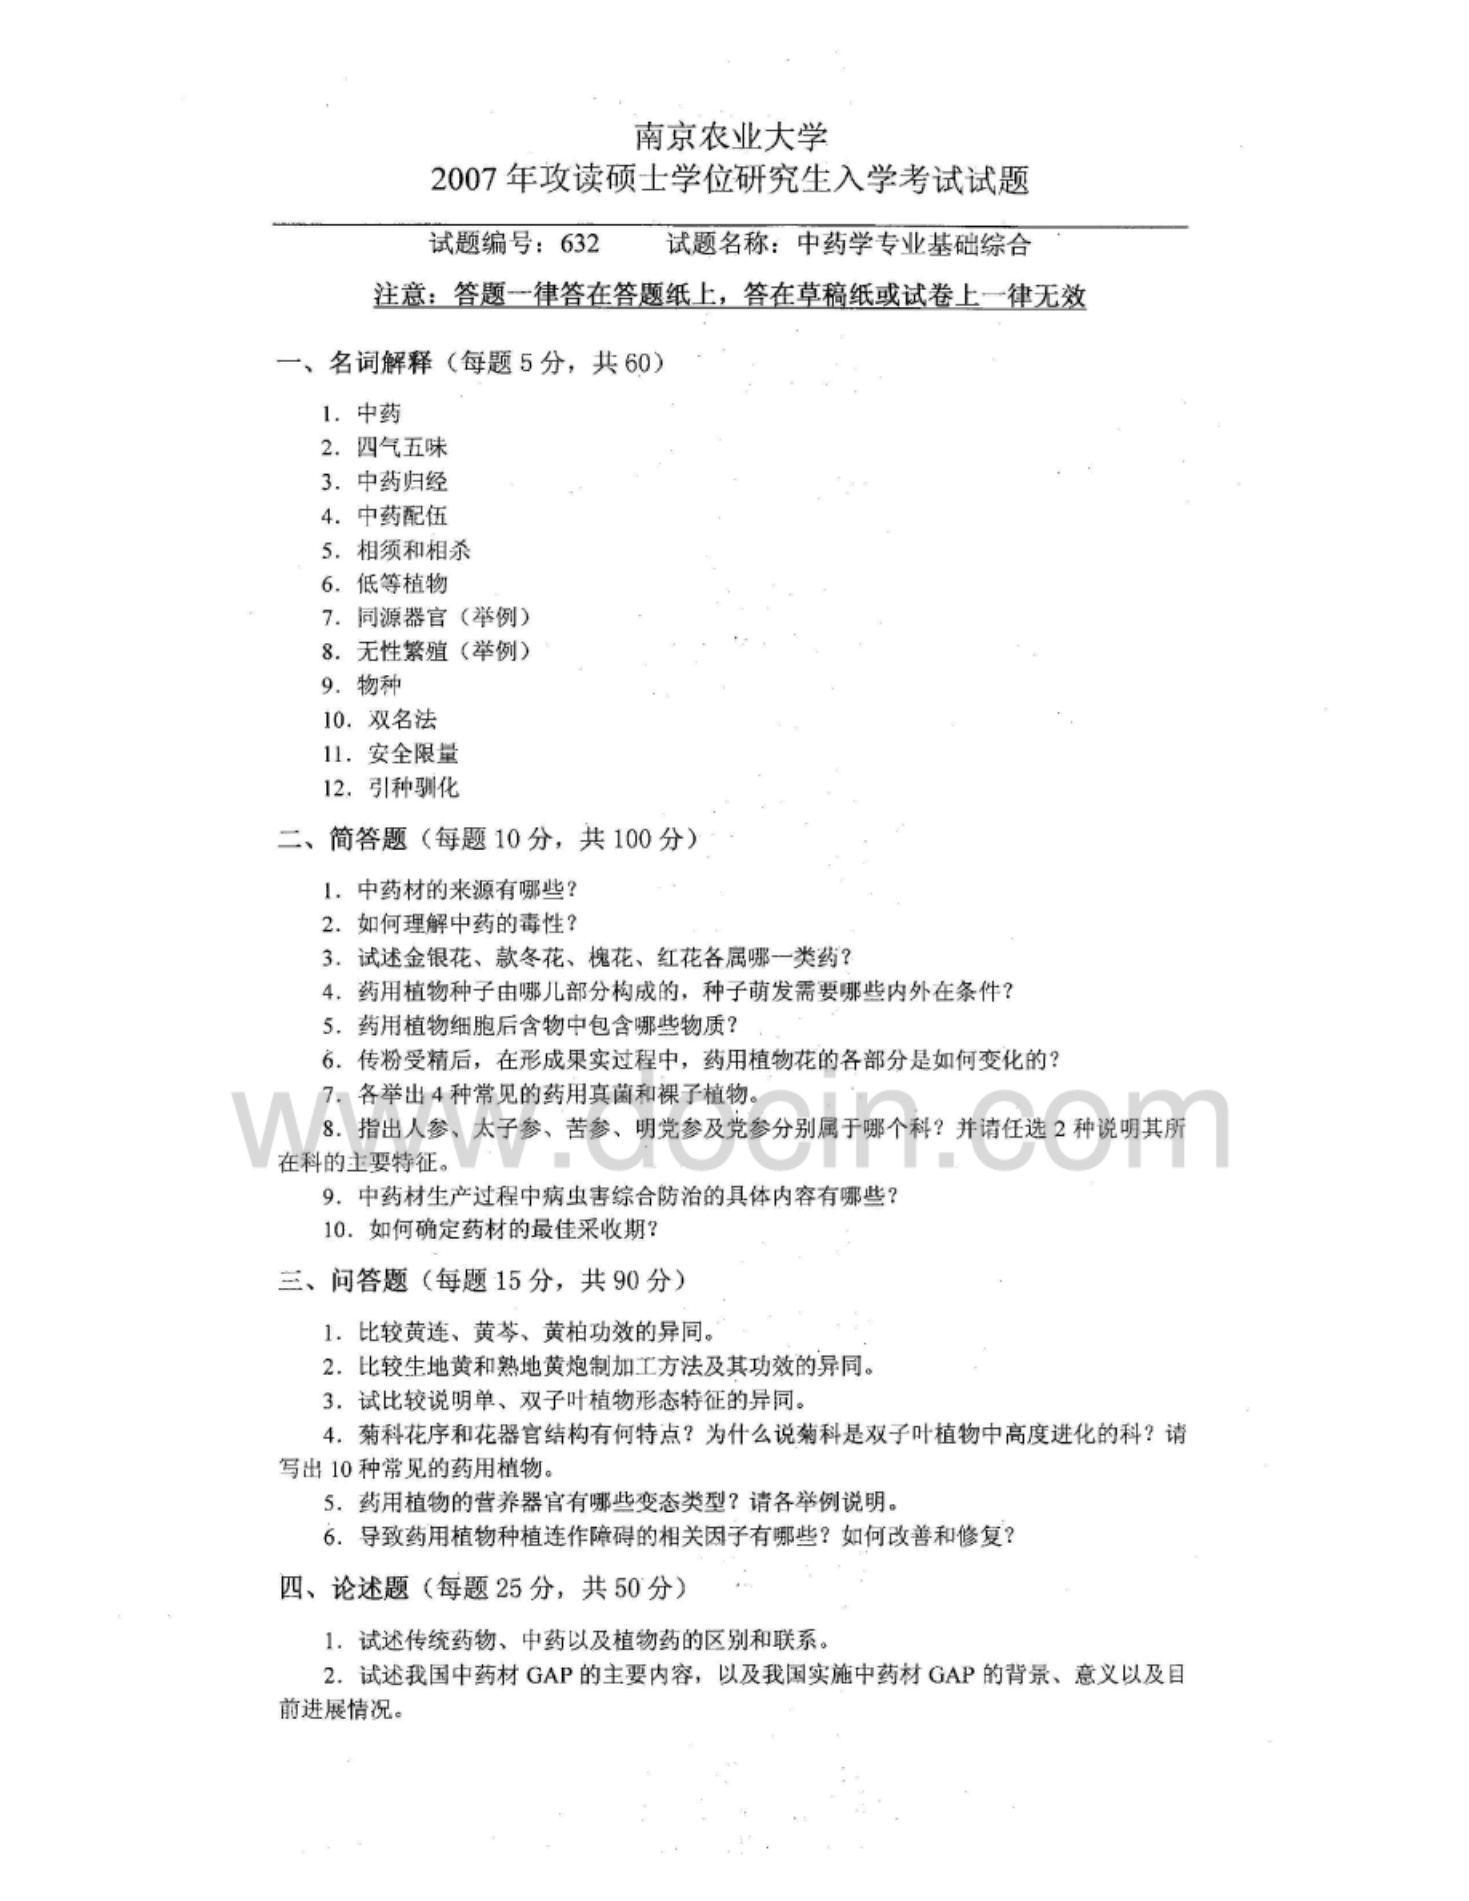 南京农业大学
2007 年攻读硕士学位研究生入学考试试题
试题编号：632 试题名称：中药学专业基础综合
注意：答题一律答在答题纸上，答在草稿纸或试卷上一律无效
一、名词解释（每题 5 分，共 60）
1．中药
2．四气五味
3．中药归经
4．中药配伍
5．相须和相杀
6．低等植物
7．同源器官（举例）
8．无性繁殖（举例）
9．物种
10．双名法
11．安全限量
12．引种驯化
二、简答题（每题 10 分，共 100 分）
1．中药材的来源有哪些？
2．如何理解中药的毒性？
3．试述金银花、款冬花、槐花、红花各属哪一类药？
4．药用植物种子由哪几部分构成的，种子萌发需要哪些内外在条件？
5．药用植物细胞后含物中包含哪些物质？
6．传粉受精后，在形成果实过程中，药用植物花的各部分是如何变化的？
7．各举出 4 种常见的药用真菌和裸子植物。
8．指出人参、太子参、苦参、明党参及党参分别属于哪个科？并请任选 2 种说明其所
在科的主要特征。
www.docin.com
9．中药材生产过程中病虫害综合防治的具体内容有哪些？
10．如何确定药材的最佳采收期？
三、问答题（每题 15 分，共 90 分）
1．比较黄连、黄芩、黄柏功效的异同。
2．比较生地黄和熟地黄炮制加工方法及其功效的异同。
3．试比较说明单、双子叶植物形态特征的异同。
4．菊科花序和花器官结构有何特点？为什么说菊科是双子叶植物中高度进化的科？请
写出 10 种常见的药用植物。
5．药用植物的营养器官有哪些变态类型？请各举例说明。
6．导致药用植物种植连作障碍的相关因子有哪些？如何改善和修复？
四、论述题（每题 25 分，共 50 分）
1．试述传统药物、中药以及植物药的区别和联系。
2．试述我国中药材 GAP 的主要内容，以及我国实施中药材 GAP 的背景、意义以及目
前进展情况。